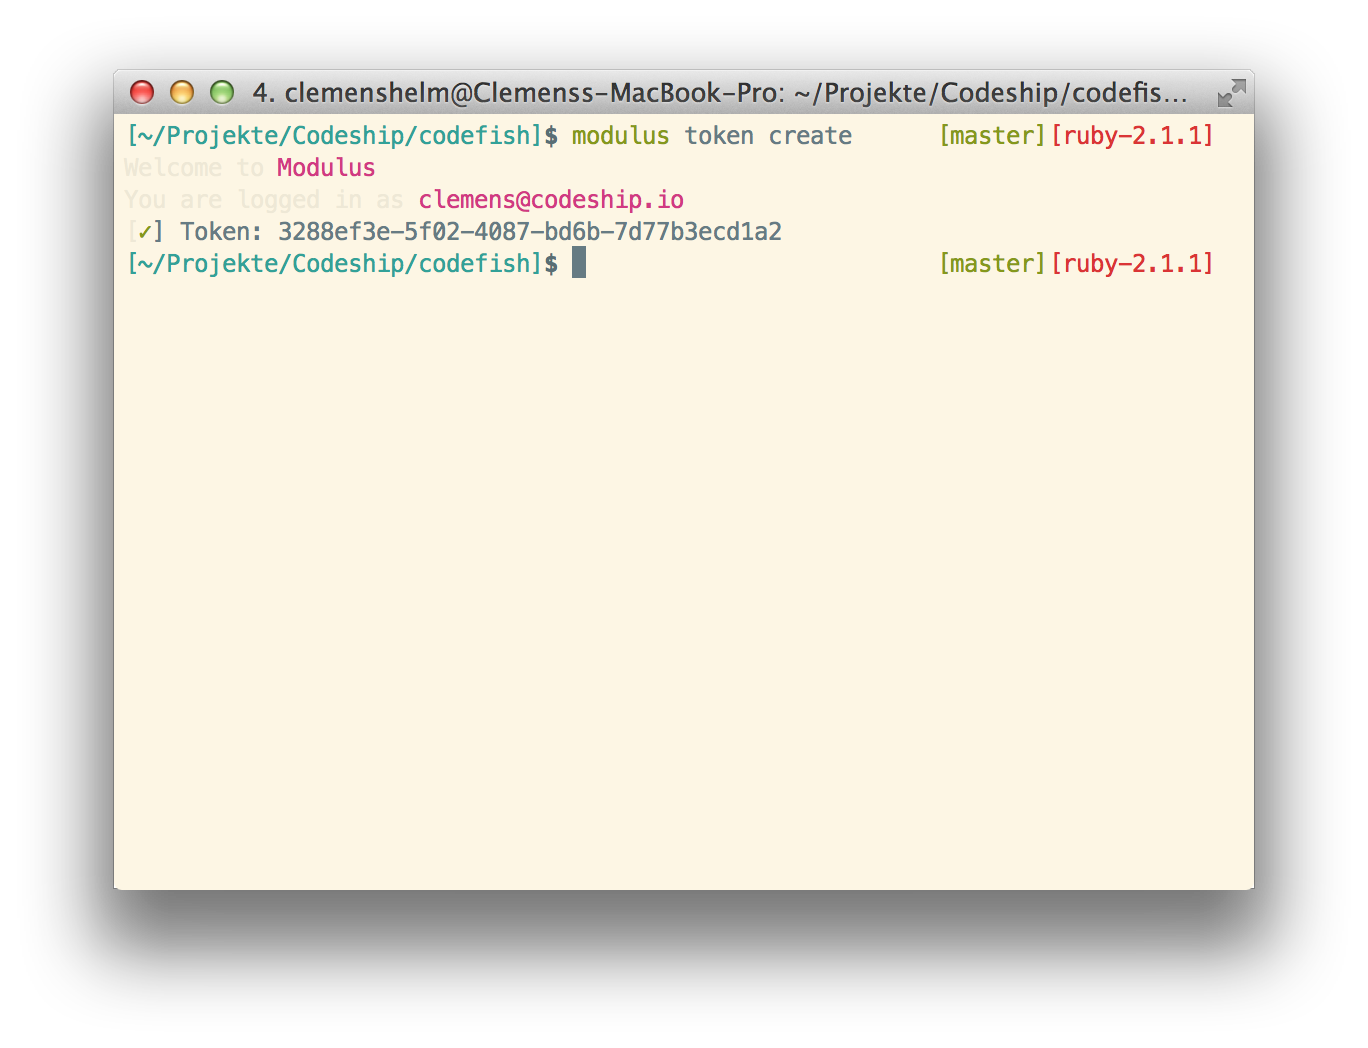 4. clemenshelm@Clemenss-MacBook-Pro: ~/Projekte/Codeship/codefis...
[~/Projekte/Codeship/codefish]$ modulus token create [master][ruby-2.1.1]
Welcome to Modulus
You are logged in as clemens@codeship.io
[✓] Token: 3288ef3e-5f02-4087-bd6b-7d77b3ecd1a2
[~/Projekte/Codeship/codefish]$ [master][ruby-2.1.1]